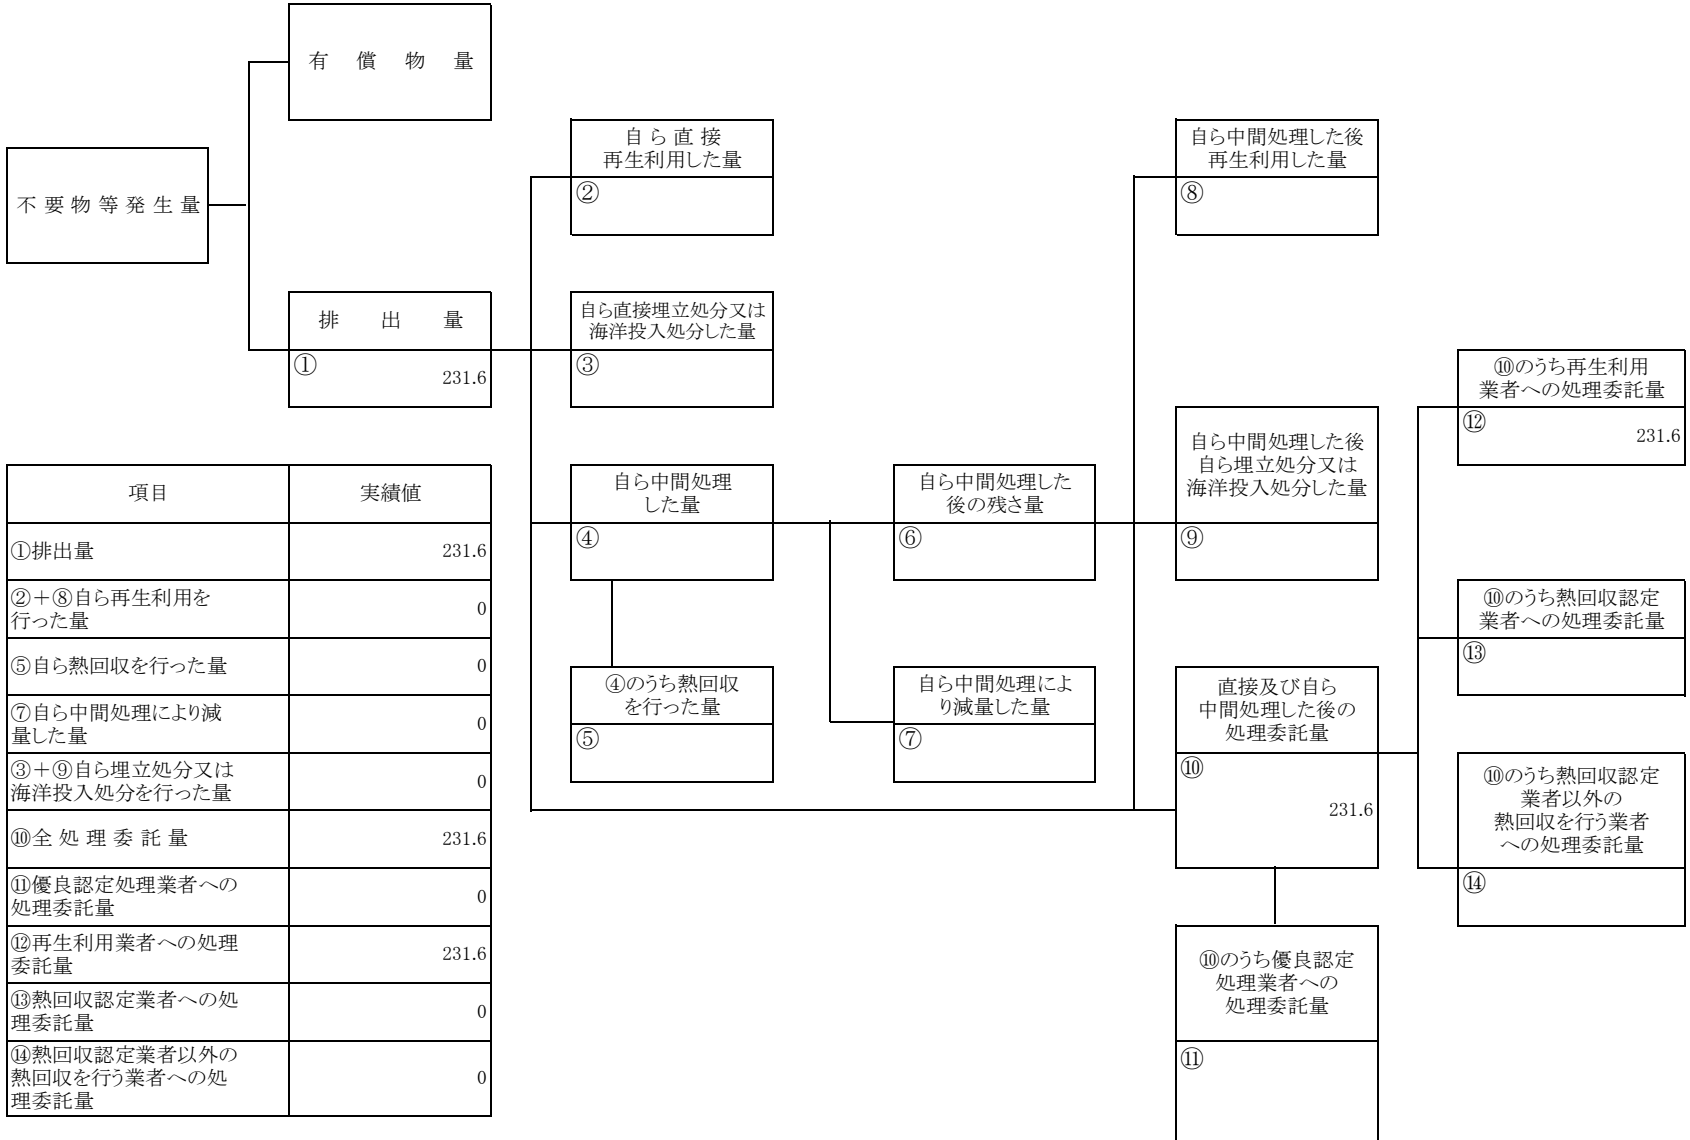 有償物量
不要物等発生量
排出量
①
231.6
自ら直接
再生利用した量
②
自ら直接埋立処分又は
海洋投入処分した量
③
自ら中間処理
した量
④
④のうち熱回収
を行った量
⑤
自ら中間処理した
後の残さ量
⑥
自ら中間処理によ
り減量した量
⑦
自ら中間処理した後
再生利用した量
⑧
自ら中間処理した後
自ら埋立処分又は
海洋投入処分した量
⑨
直接及び自ら
中間処理した後の
処理委託量
⑩
231.6
⑩のうち優良認定
処理業者への
処理委託量
⑪
⑩のうち再生利用
業者への処理委託量
⑫
231.6
⑩のうち熱回収認定
業者への処理委託量
⑬
⑩のうち熱回収認定
業者以外の
熱回収を行う業者
への処理委託量
⑭
項目 実績値
①排出量 231.6
②+⑧自ら再生利用を
行った量 0
⑤自ら熱回収を行った量 0
⑦自ら中間処理により減
量した量 0
③+⑨自ら埋立処分又は
海洋投入処分を行った量 0
⑩全処理委託量 231.6
⑪優良認定処理業者への
処理委託量 0
⑫再生利用業者への処理
委託量 231.6
⑬熱回収認定業者への処
理委託量 0
⑭熱回収認定業者以外の
熱回収を行う業者への処
理委託量 0